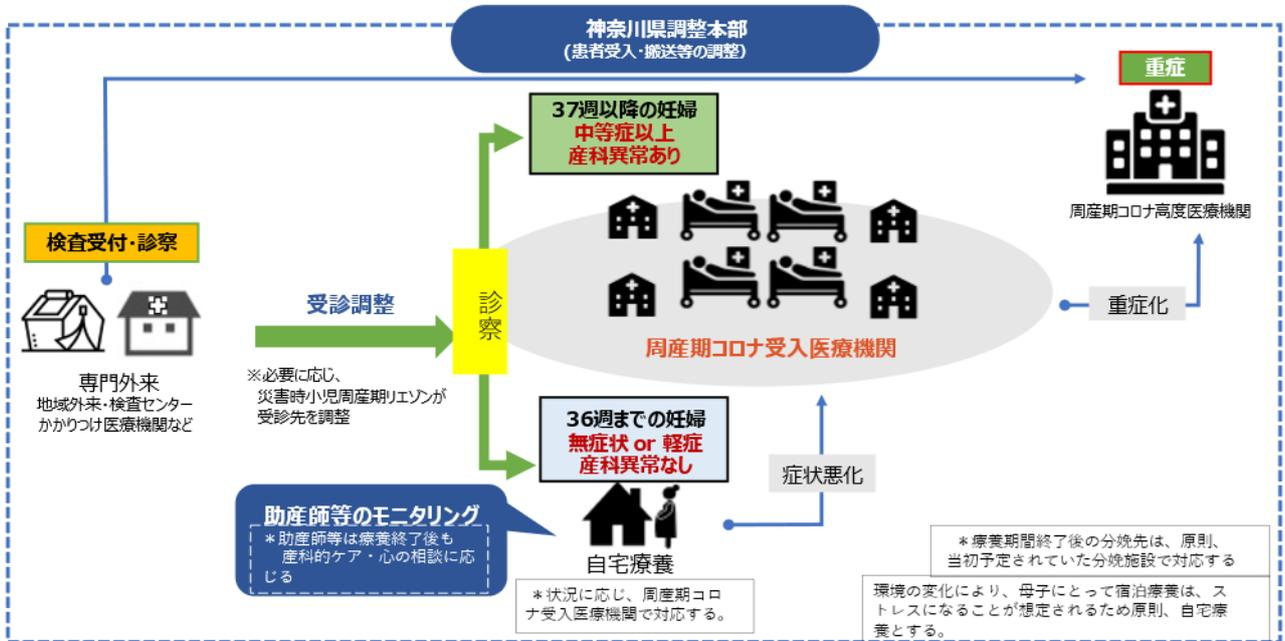 神奈川県調整本部
(患者受入・搬送等の調整)
重症
37週以降の妊婦
中等症以上
産科異常あり
周産期コロナ高度医療機関
検査受付・診察
受診調整
診察
重症化
周産期コロナ受入医療機関
専門外来
地域外来・検査センター
かかりつけ医療機関など
※必要に応じ、
災害時小児周産期リエゾンが
受診先を調整
36週までの妊婦
無症状 or 軽症
産科異常なし
症状悪化
助産師等のモニタリング
＊助産師等は療養終了後も
産科的ケア・心の相談に応
じる
自宅療養
＊状況に応じ、周産期コロ
ナ受入医療機関で対応する。
＊療養期間終了後の分娩先は、原則、
当初予定されていた分娩施設で対応する
環境の変化により、母子にとって宿泊療養は、ス
トレスになることが想定されるため原則、自宅療
養とする。